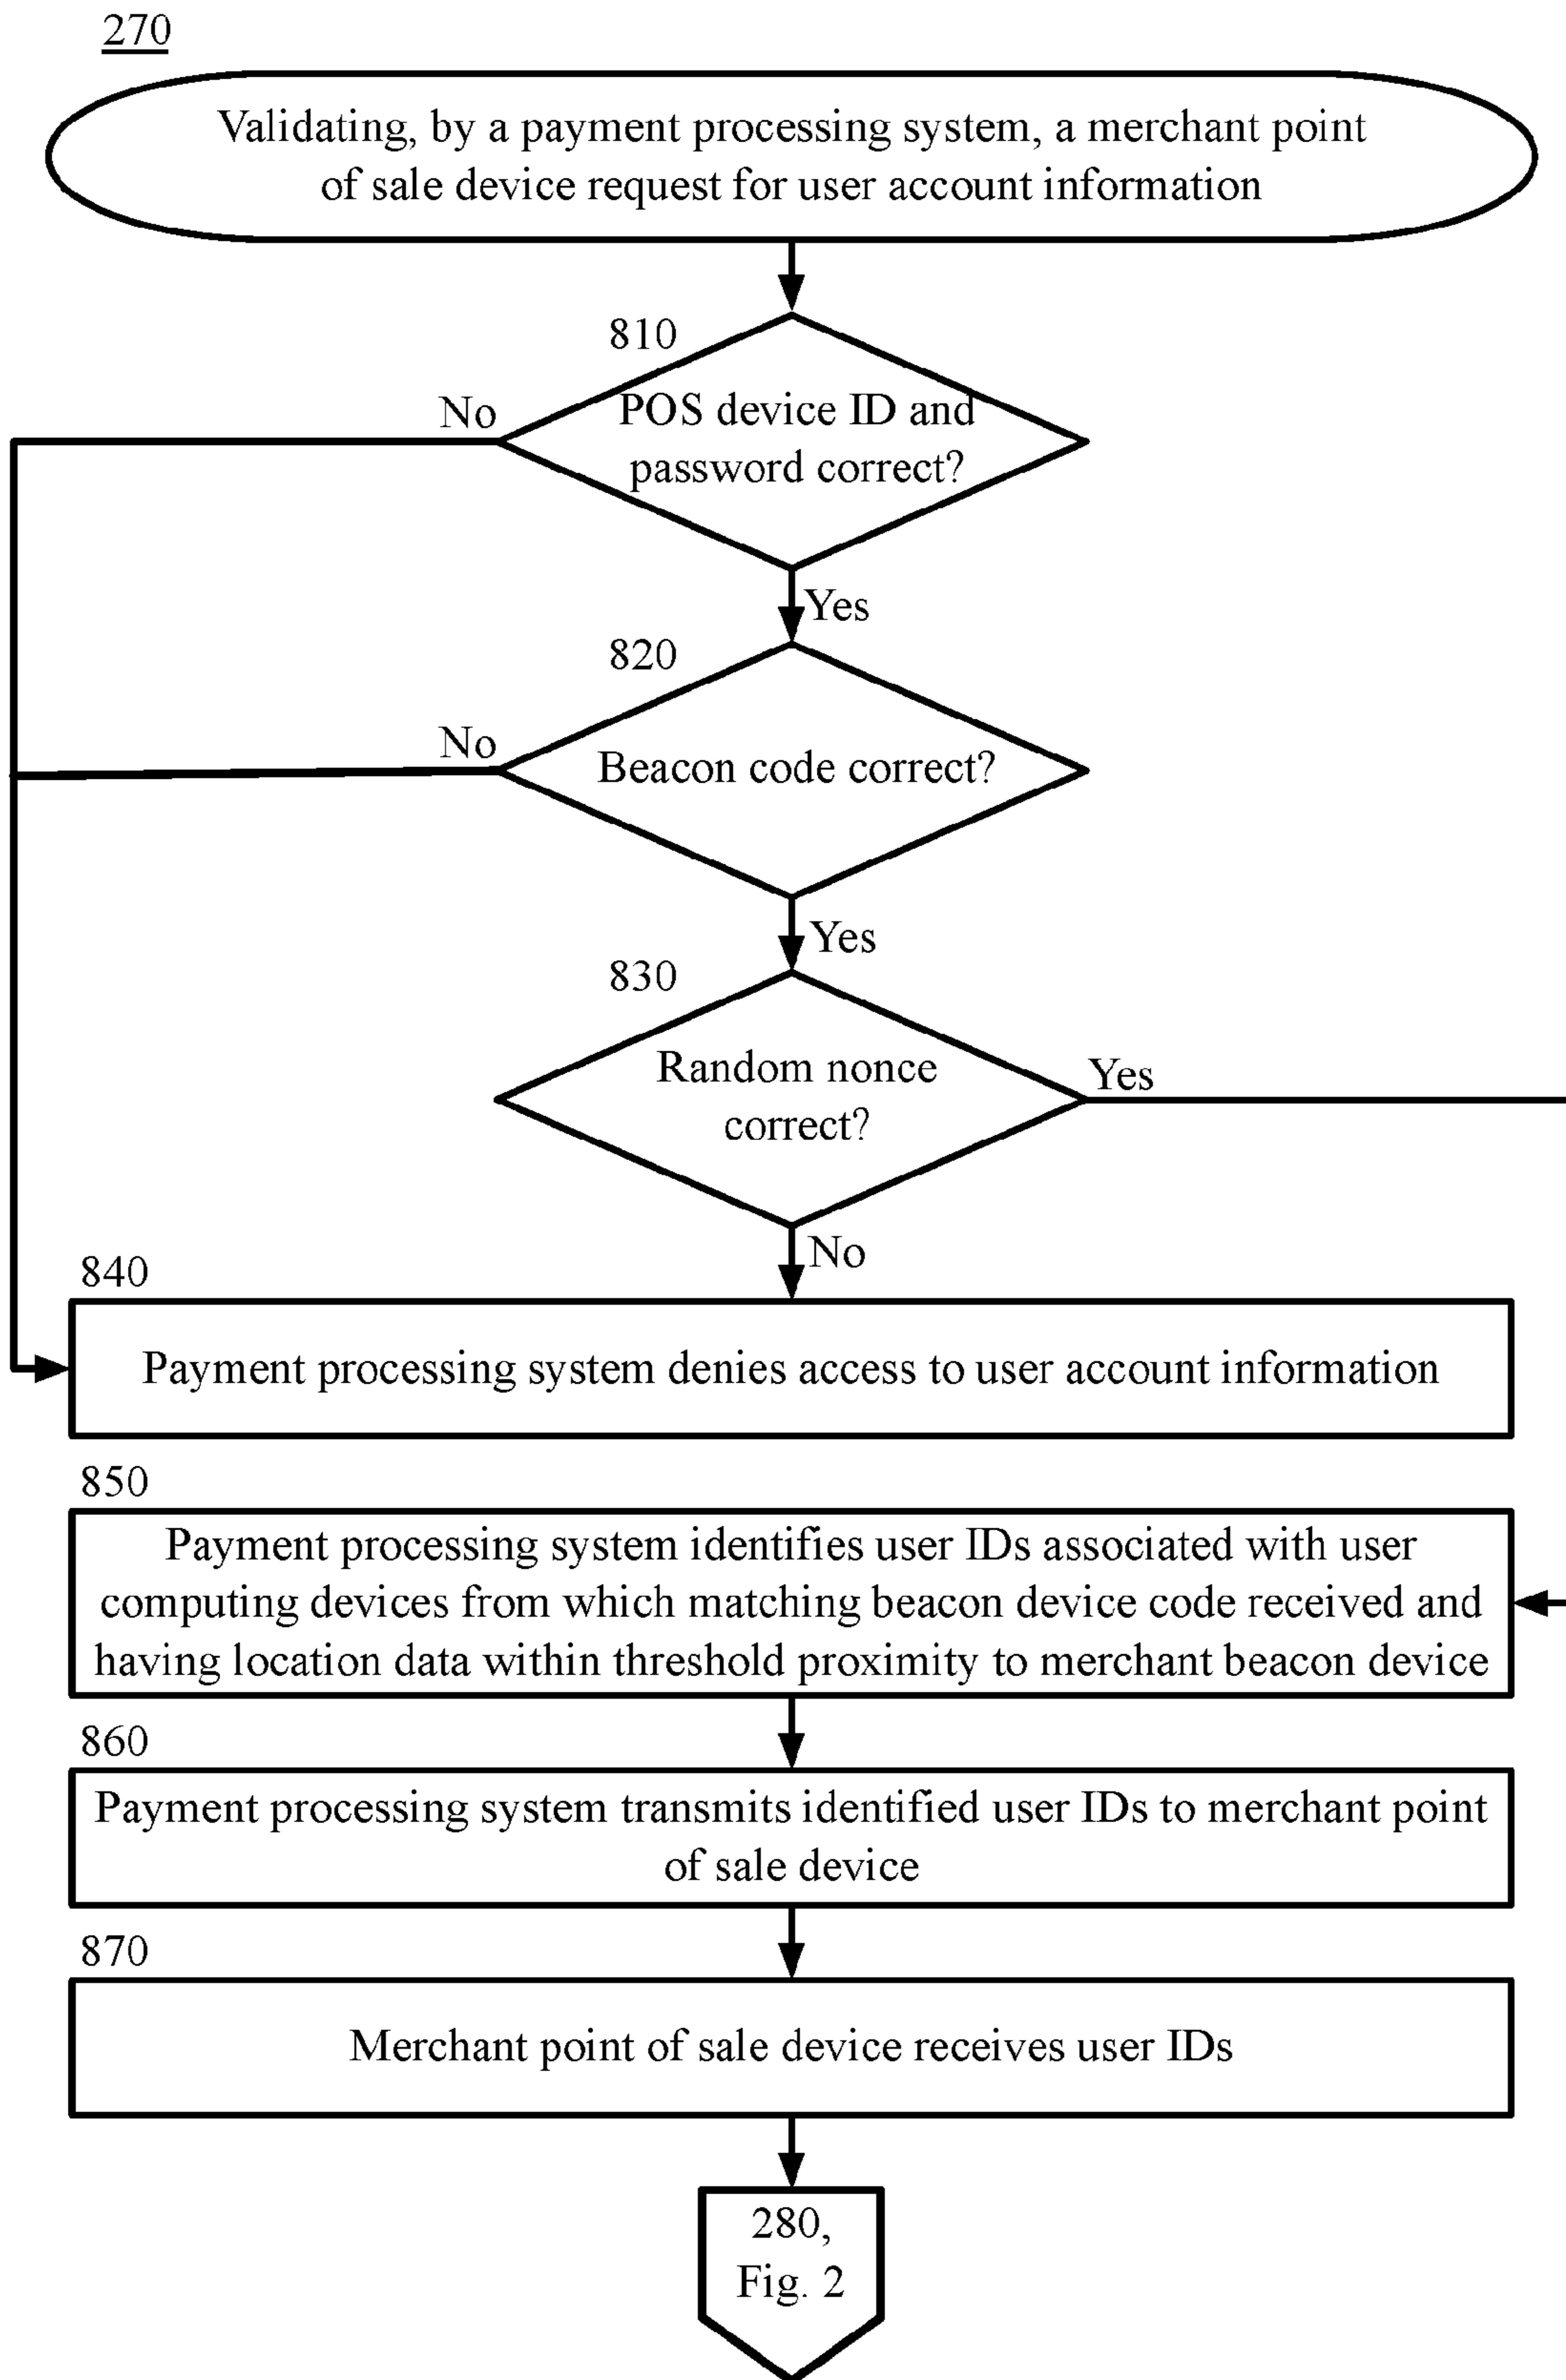 270
Validating, by a payment processing system, a merchant point
of sale device request for user account information
810
No
POS device ID and
password correct?
Yes
820
No
Beacon code correct?
Yes
830
Random nonce
correct?
Yes
No
840
Payment processing system denies access to user account information
850
Payment processing system identifies user IDs associated with user
computing devices from which matching beacon device code received and
having location data within threshold proximity to merchant beacon device
860
Payment processing system transmits identified user IDs to merchant point
of sale device
870
Merchant point of sale device receives user IDs
280,
Fig. 2